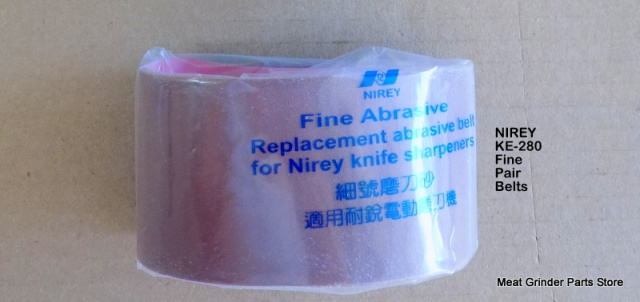 NIREY
Fine Abrasive
Replacement abrasive belt
for Nirey knife sharpeners
細號磨刀砂
適用耐銳電動磨刀機
NIREY
KE-280
Fine
Pair
Belts
Meat Grinder Parts Store